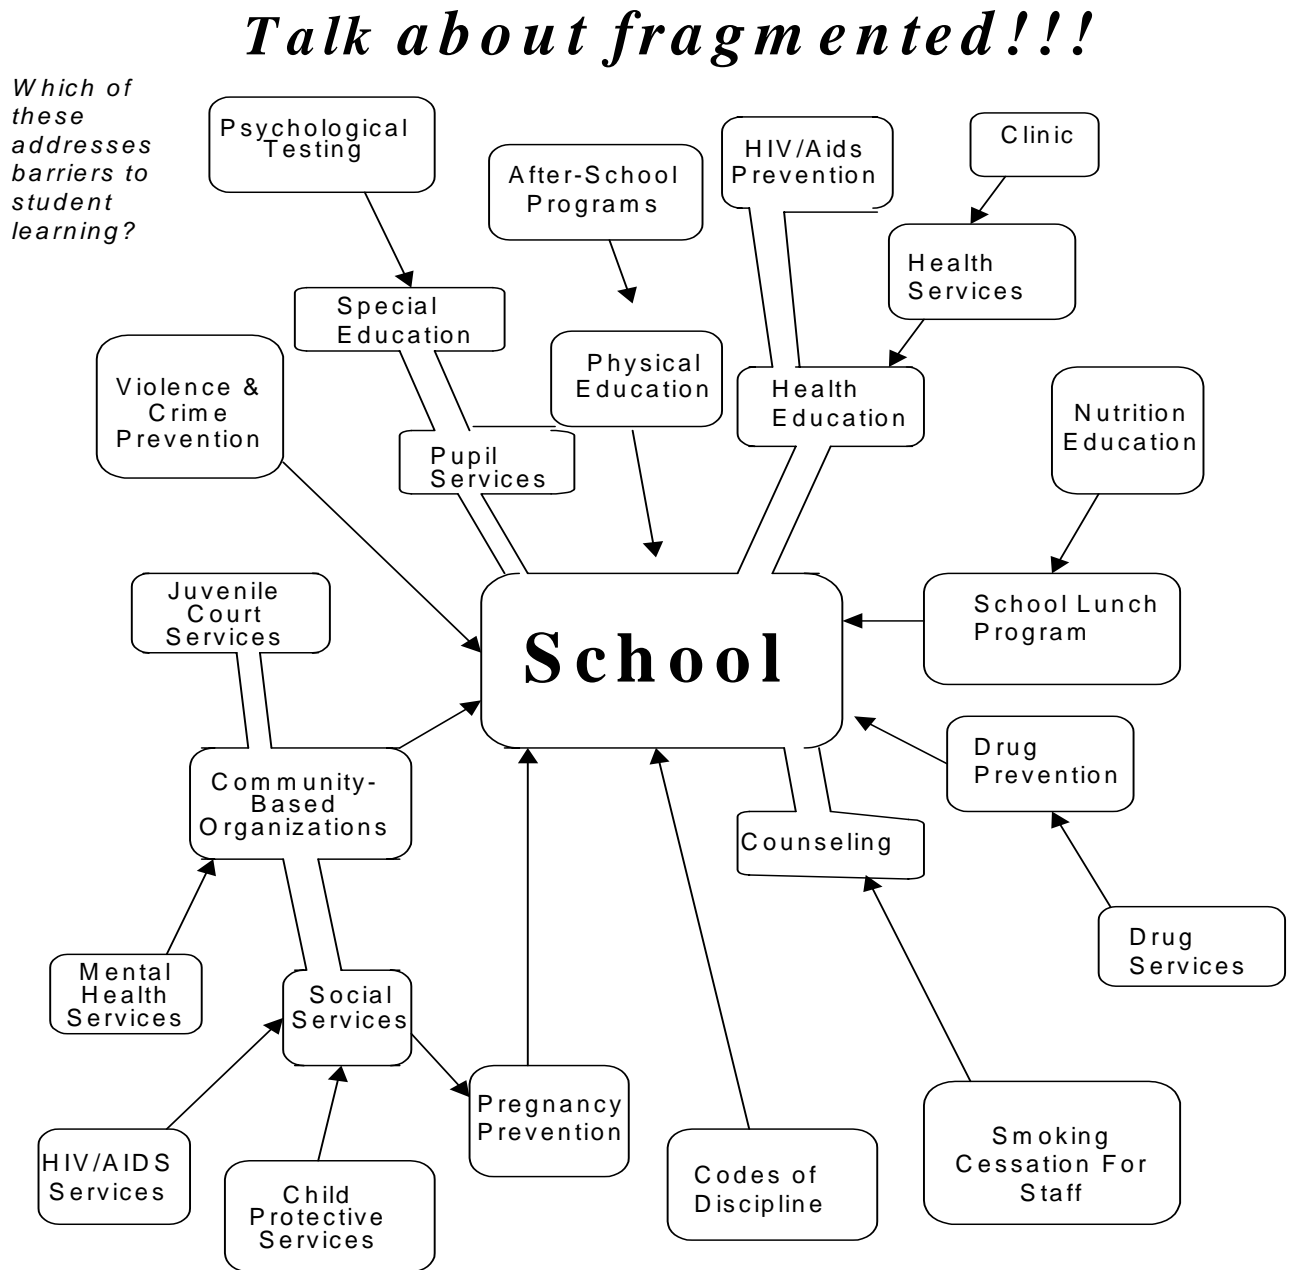 Talk about fragmented!!!
Which of
these
addresses
barriers to
student
learning?
Psychological
Testing
After-School
Programs
HIV/Aids
Prevention
Clinic
Health
Services
Special
Education
Violence &
Crime
Prevention
Physical
Education
Health
Education
Nutrition
Education
Pupil
Services
Juvenile
Court
Services
School
School Lunch
Program
Community-
Based
Organizations
Drug
Prevention
Counseling
Mental
Health
Services
Social
Services
Drug
Services
HIV/AIDS
Services
Child
Protective
Services
Pregnancy
Prevention
Codes of
Discipline
Smoking
Cessation For
Staff